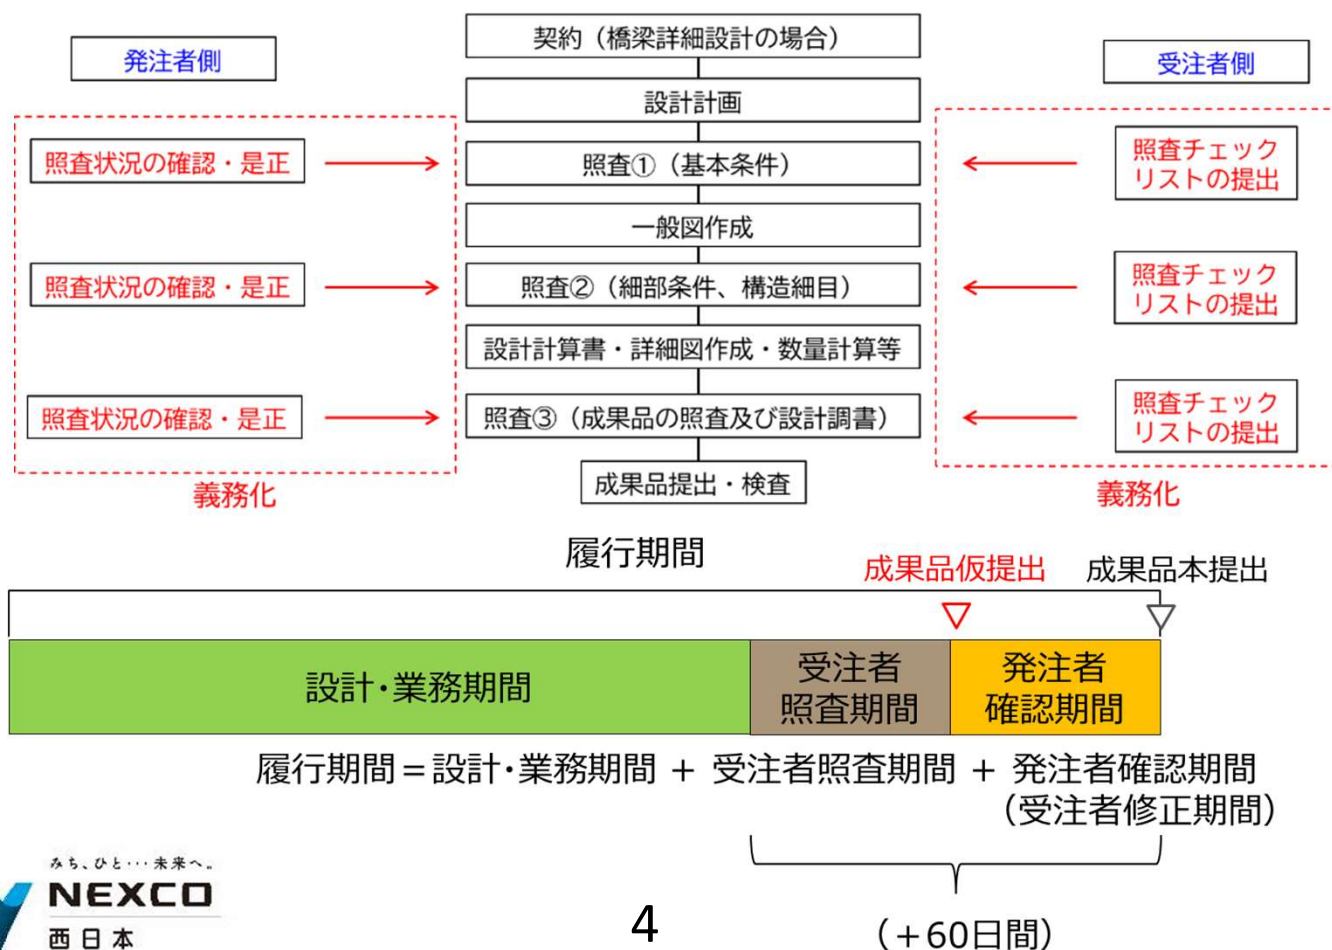 契約（橋梁詳細設計の場合）
発注者側
受注者側
設計計画
照査状況の確認・是正
照査①（基本条件）
照査チェック
リストの提出
一般図作成
照査状況の確認・是正
照査②（細部条件、構造細目）
照査チェック
リストの提出
設計計算書・詳細図作成・数量計算等
照査状況の確認・是正
照査③（成果品の照査及び設計調書）
照査チェック
リストの提出
成果品提出・検査
義務化
義務化
履行期間
成果品仮提出
成果品本提出
設計・業務期間
受注者
照査期間
発注者
確認期間
履行期間＝設計・業務期間 ＋ 受注者照査期間 ＋ 発注者確認期間
（受注者修正期間）
（＋60日間）
みち、ひと…未来へ。
NEXCO
西日本
4